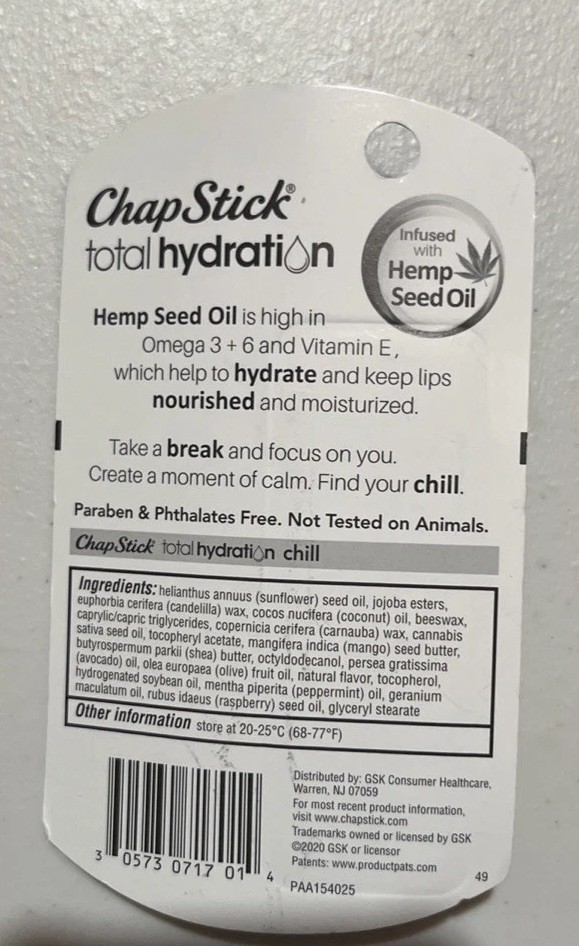 ChapStick®
total hydration
Infused
with
Hemp
Seed Oil
Hemp Seed Oil is high in
Omega 3 + 6 and Vitamin E,
which help to hydrate and keep lips
nourished and moisturized.
Take a break and focus on you.
Create a moment of calm. Find your chill.
Paraben & Phthalates Free. Not Tested on Animals.
ChapStick total hydration chill
Ingredients: helianthus annuus (sunflower) seed oil, jojoba esters,
euphorbia cerifera (candelilla) wax, cocos nucifera (coconut) oil, beeswax,
caprylic/capric triglycerides, copernicia cerifera (carnauba) wax, cannabis
sativa seed oil, tocopheryl acetate, mangifera indica (mango) seed butter,
butyrospermum parkii (shea) butter, octyldodecanol, persea gratissima
(avocado) oil, olea europaea (olive) fruit oil, natural flavor, tocopherol,
hydrogenated soybean oil, mentha piperita (peppermint) oil, geranium
maculatum oil, rubus idaeus (raspberry) seed oil, glyceryl stearate
Other information store at 20-25°C (68-77°F)
Distributed by: GSK Consumer Healthcare,
Warren, NJ 07059
For most recent product information,
visit www.chapstick.com
Trademarks owned or licensed by GSK
©2020 GSK or licensor
Patents: www.productpats.com
PAA154025
49
3 0573 0717 01 4